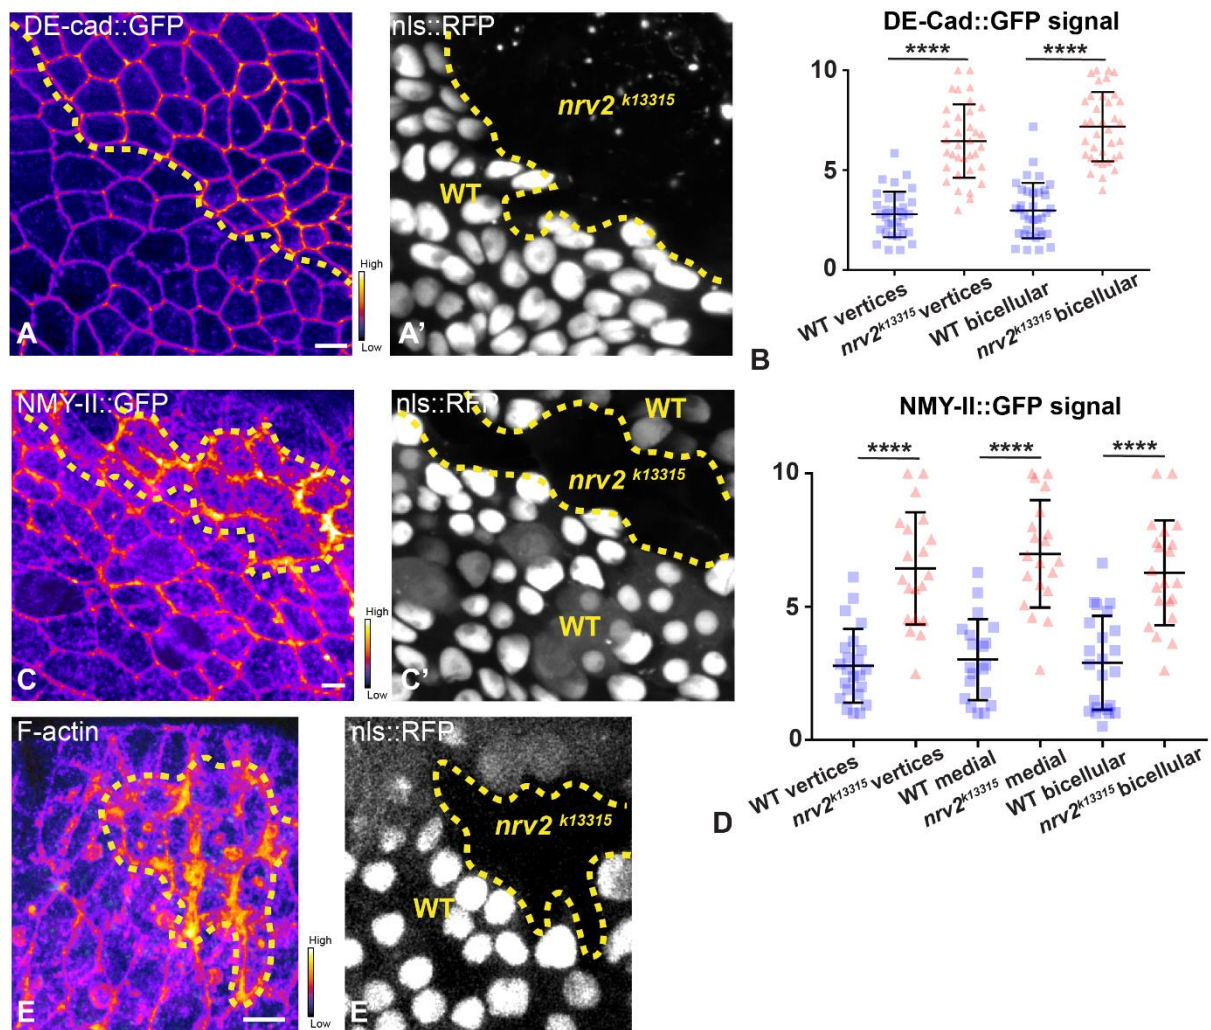 DE-cad::GFP
High
Low
A
nls::RFP
nrv2 k13315
WT
A'
DE-Cad::GFP signal
****
****
10
5
0
WT vertices
nrv2k13315 vertices
WT bicellular
nrv2k13315 bicellular
B
NMY-II::GFP
High
Low
C
nls::RFP
WT
nrv2 k13315
WT
C'
NMY-II::GFP signal
****
****
****
10
5
0
WT vertices
nrv2k13315 vertices
WT medial
nrv2k13315 medial
WT bicellular
nrv2k13315 bicellular
D
F-actin
High
Low
E
nls::RFP
nrv2 k13315
WT
E'